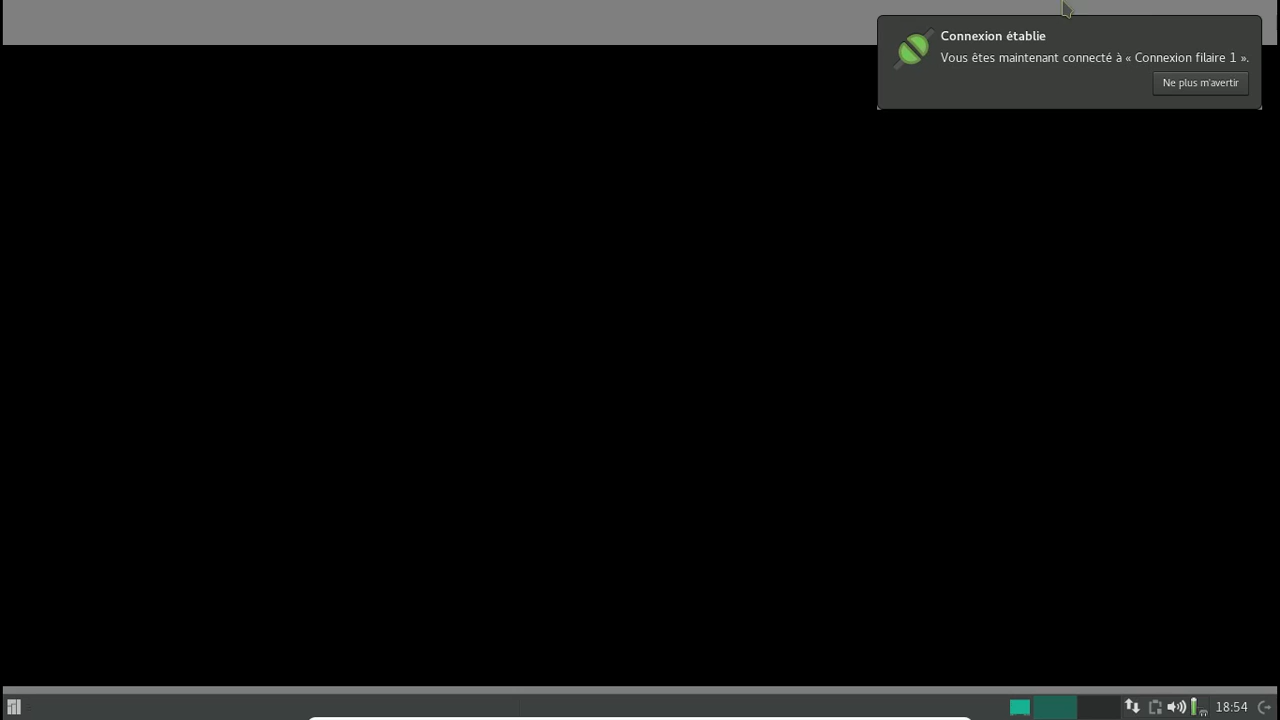 Connexion établie
Vous êtes maintenant connecté à « Connexion filaire 1 ».
Ne plus m'avertir
18:54